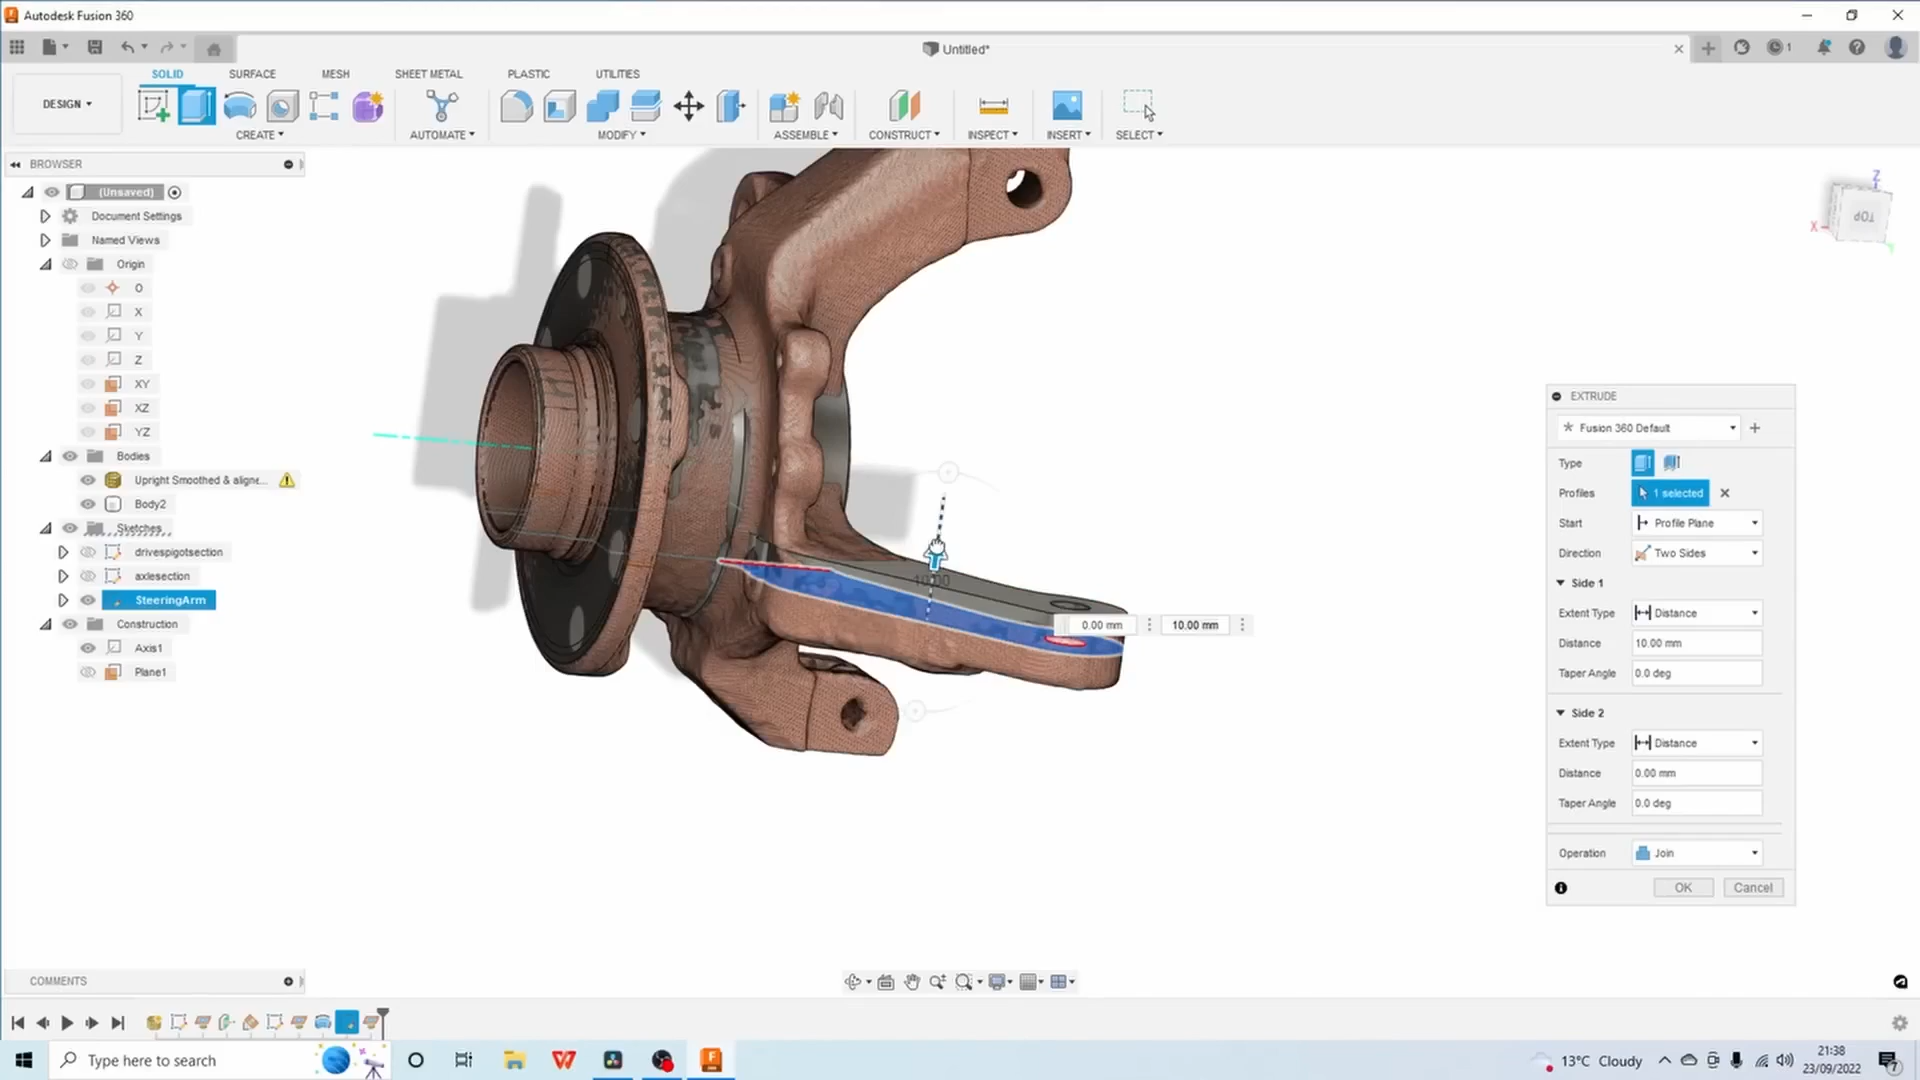 Autodesk Fusion 360
Untitled*
1
DESIGN
SOLID
SURFACE
MESH
SHEET METAL
PLASTIC
UTILITIES
CREATE
AUTOMATE
MODIFY
ASSEMBLE
CONSTRUCT
INSPECT
INSERT
SELECT
BROWSER
(Unsaved)
Document Settings
Named Views
Origin
O
X
Y
Z
XY
XZ
YZ
Bodies
Upright Smoothed & aligne...
Body2
Sketches
drivespigotsection
axlesection
SteeringArm
Construction
Axis1
Plane1
Z
TOP
X
10.00
0.00 mm
10.00 mm
EXTRUDE
Fusion 360 Default
Type
Profiles 1 selected
Start Profile Plane
Direction Two Sides
Side 1
Extent Type Distance
Distance 10.00 mm
Taper Angle 0.0 deg
Side 2
Extent Type Distance
Distance 0.00 mm
Taper Angle 0.0 deg
Operation Join
OK Cancel
COMMENTS
Type here to search
13°C Cloudy
21:38
23/09/2022
7